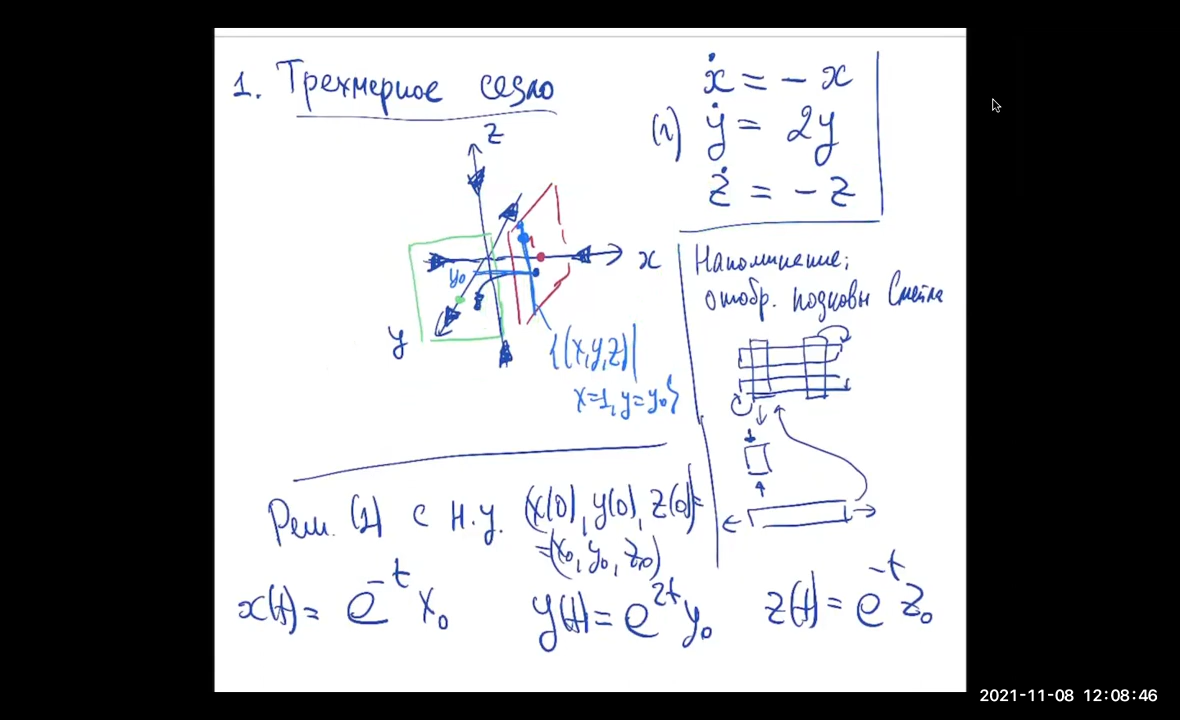 1. Трехмерное седло
ẋ = - x
(1) ẏ = 2y
ż = - z
z
x
y₀
y
{(x,y,z)|
x=1, y=y₀}
Напоминание:
отобр. подковы Смейла
Реш. (1) с н.у. (x(0), y(0), z(0))=
=(x₀, y₀, z₀)
x(t) = e^{-t} x₀ y(t) = e^{2t} y₀ z(t) = e^{-t} z₀
2021-11-08 12:08:46